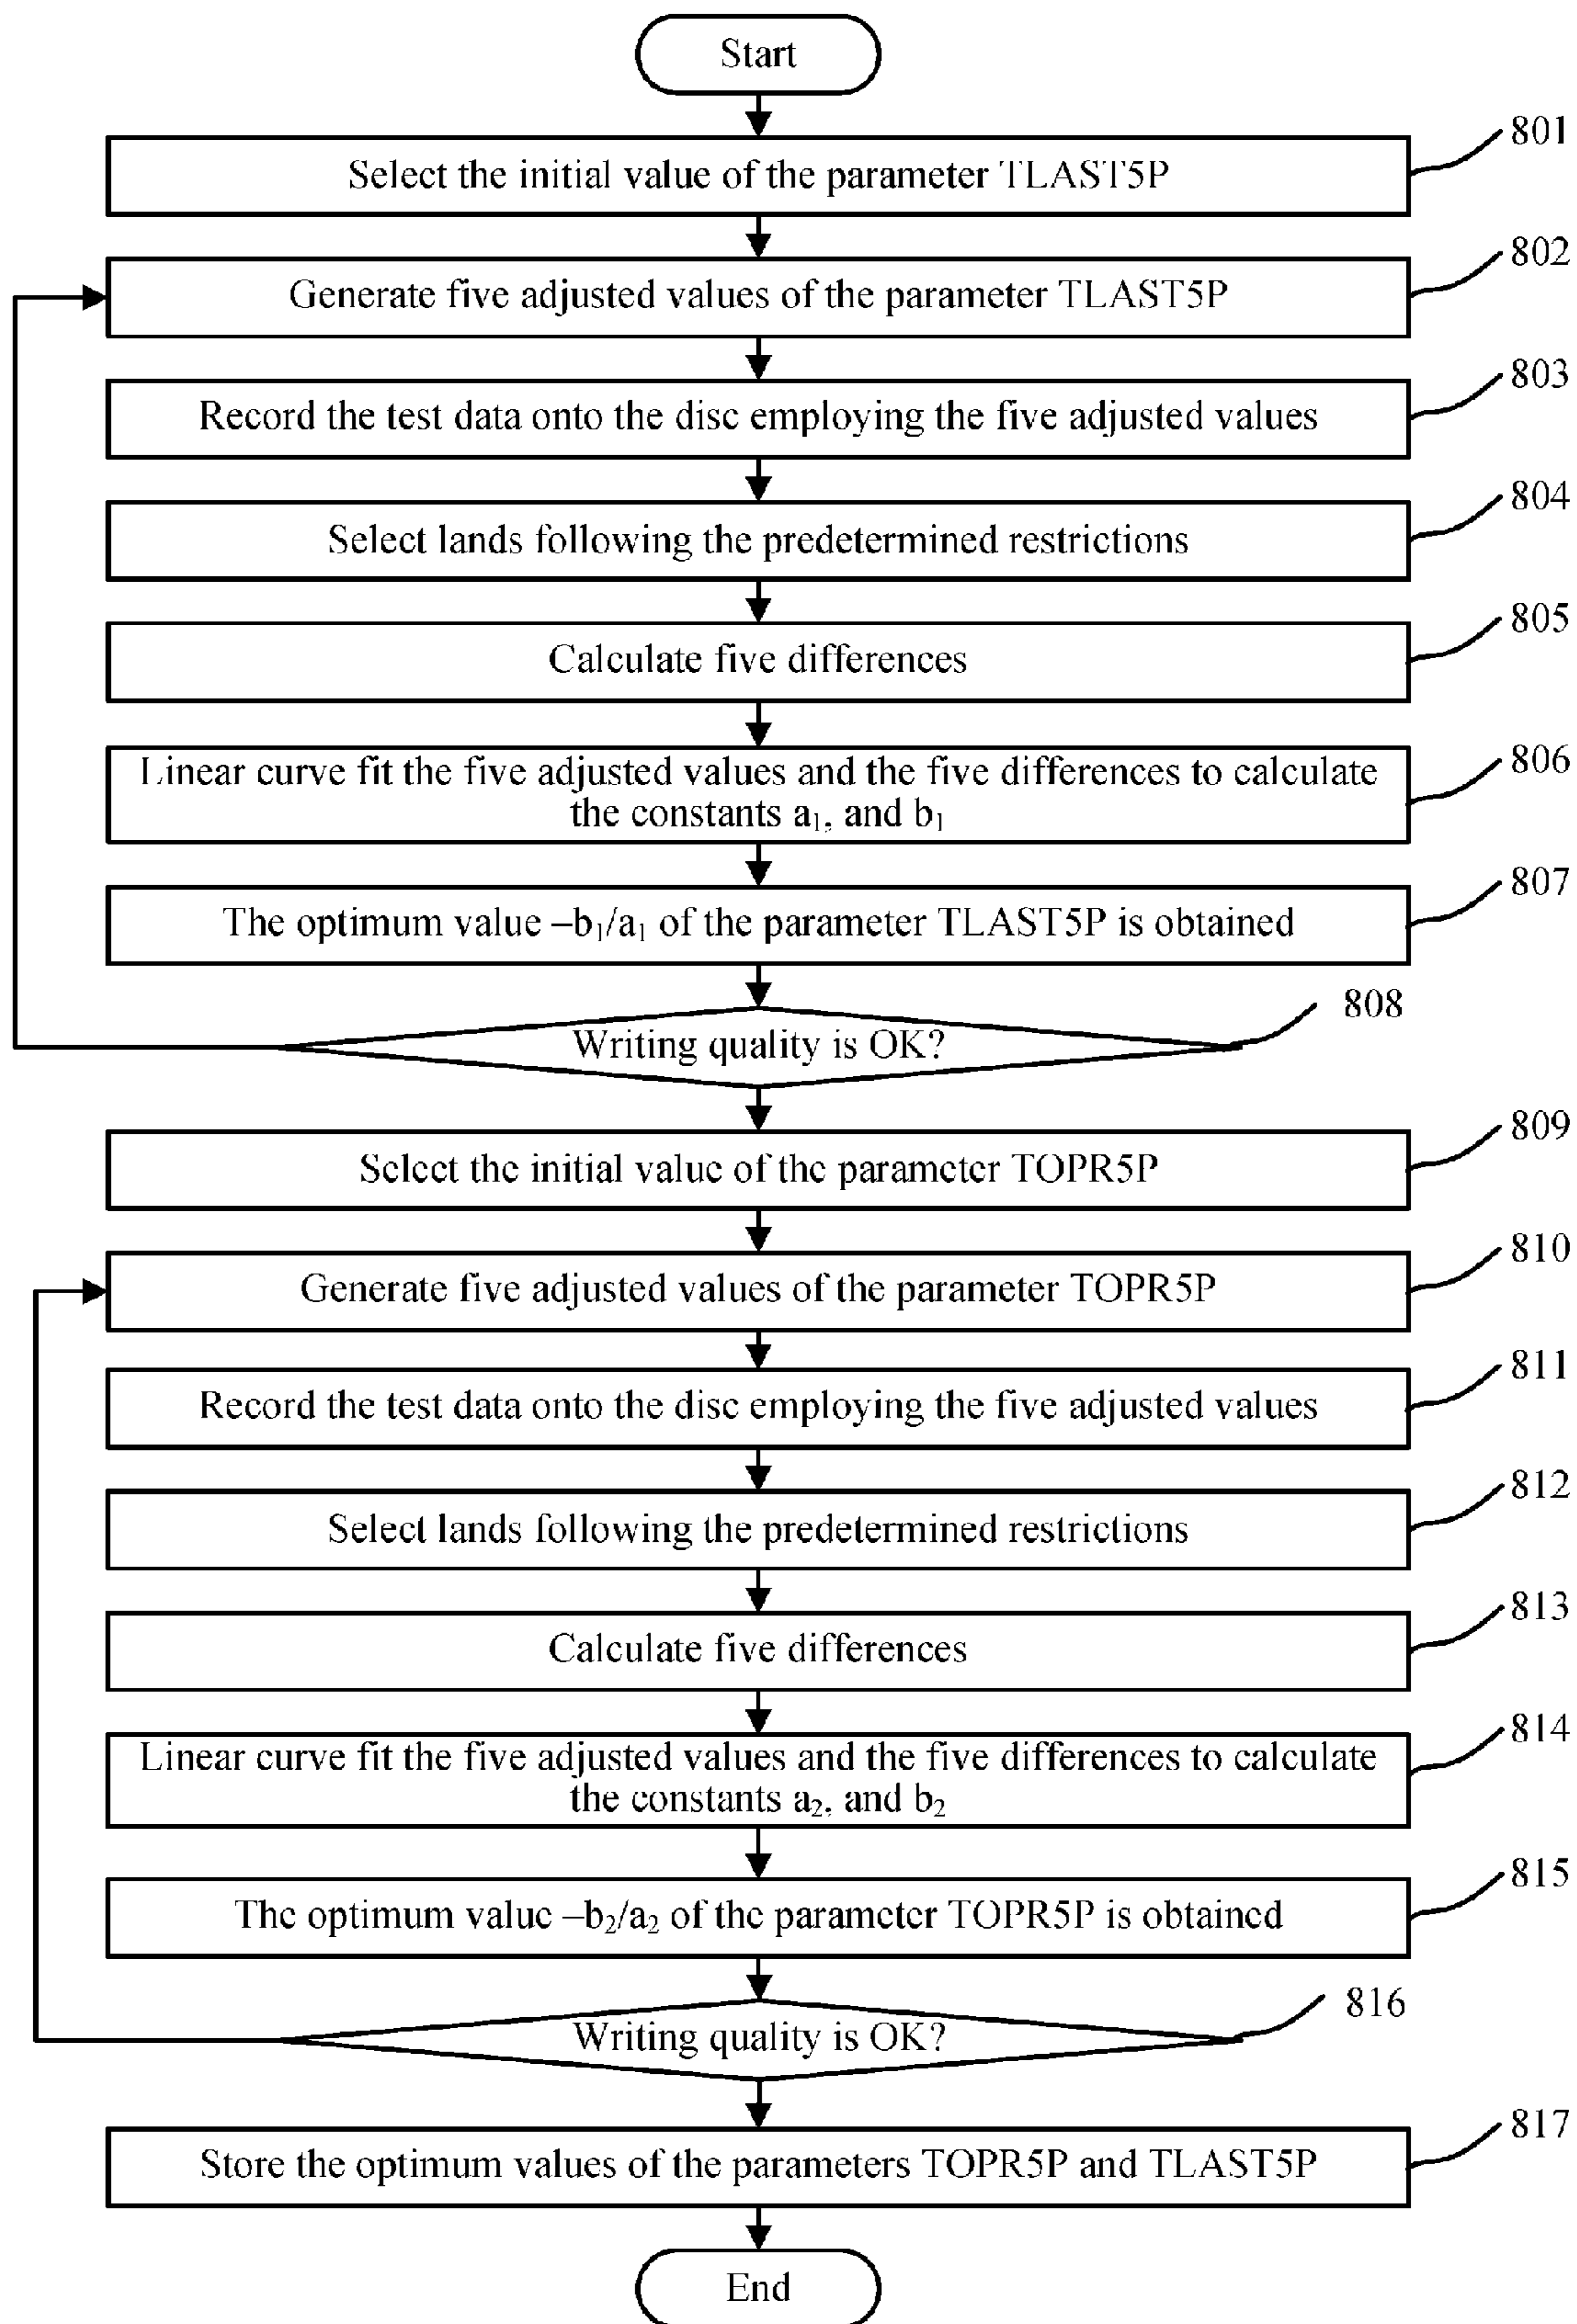 Start
801
Select the initial value of the parameter TLAST5P
802
Generate five adjusted values of the parameter TLAST5P
803
Record the test data onto the disc employing the five adjusted values
804
Select lands following the predetermined restrictions
805
Calculate five differences
806
Linear curve fit the five adjusted values and the five differences to calculate
the constants a₁, and b₁
807
The optimum value –b₁/a₁ of the parameter TLAST5P is obtained
808
Writing quality is OK?
809
Select the initial value of the parameter TOPR5P
810
Generate five adjusted values of the parameter TOPR5P
811
Record the test data onto the disc employing the five adjusted values
812
Select lands following the predetermined restrictions
813
Calculate five differences
814
Linear curve fit the five adjusted values and the five differences to calculate
the constants a₂, and b₂
815
The optimum value –b₂/a₂ of the parameter TOPR5P is obtained
816
Writing quality is OK?
817
Store the optimum values of the parameters TOPR5P and TLAST5P
End